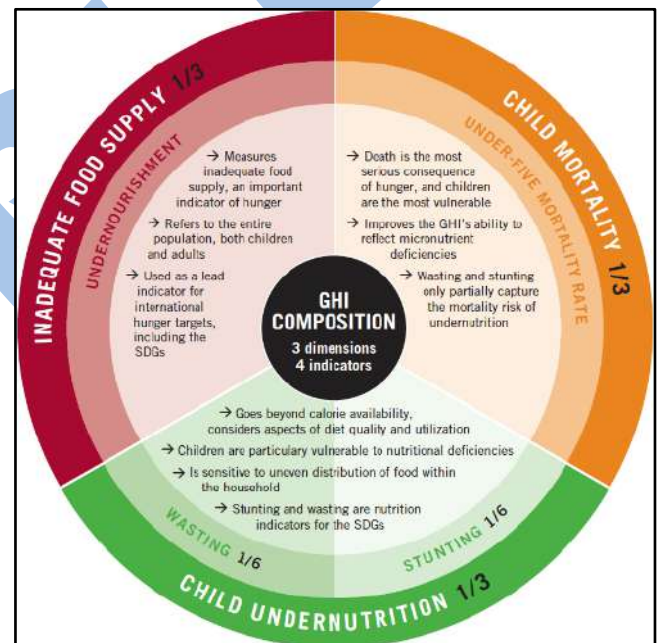 INADEQUATE FOOD SUPPLY 1/3
UNDERNOURISHMENT
→ Measures
inadequate food
supply, an important
indicator of hunger
→ Refers to the entire
population, both children
and adults
→ Used as a lead
indicator for
international
hunger targets,
including the
SDGs
CHILD MORTALITY 1/3
UNDER-FIVE MORTALITY RATE
→ Death is the most
serious consequence
of hunger, and children
are the most vulnerable
→ Improves the GHI's ability to
reflect micronutrient
deficiencies
→ Wasting and stunting
only partially capture
the mortality risk of
undernutrition
GHI
COMPOSITION
3 dimensions
4 indicators
→ Goes beyond calorie availability,
considers aspects of diet quality and utilization
→ Children are particulary vulnerable to nutritional deficiencies
→ Is sensitive to uneven distribution of food within
the household
→ Stunting and wasting are nutrition
indicators for the SDGs
WASTING 1/6
STUNTING 1/6
CHILD UNDERNUTRITION 1/3